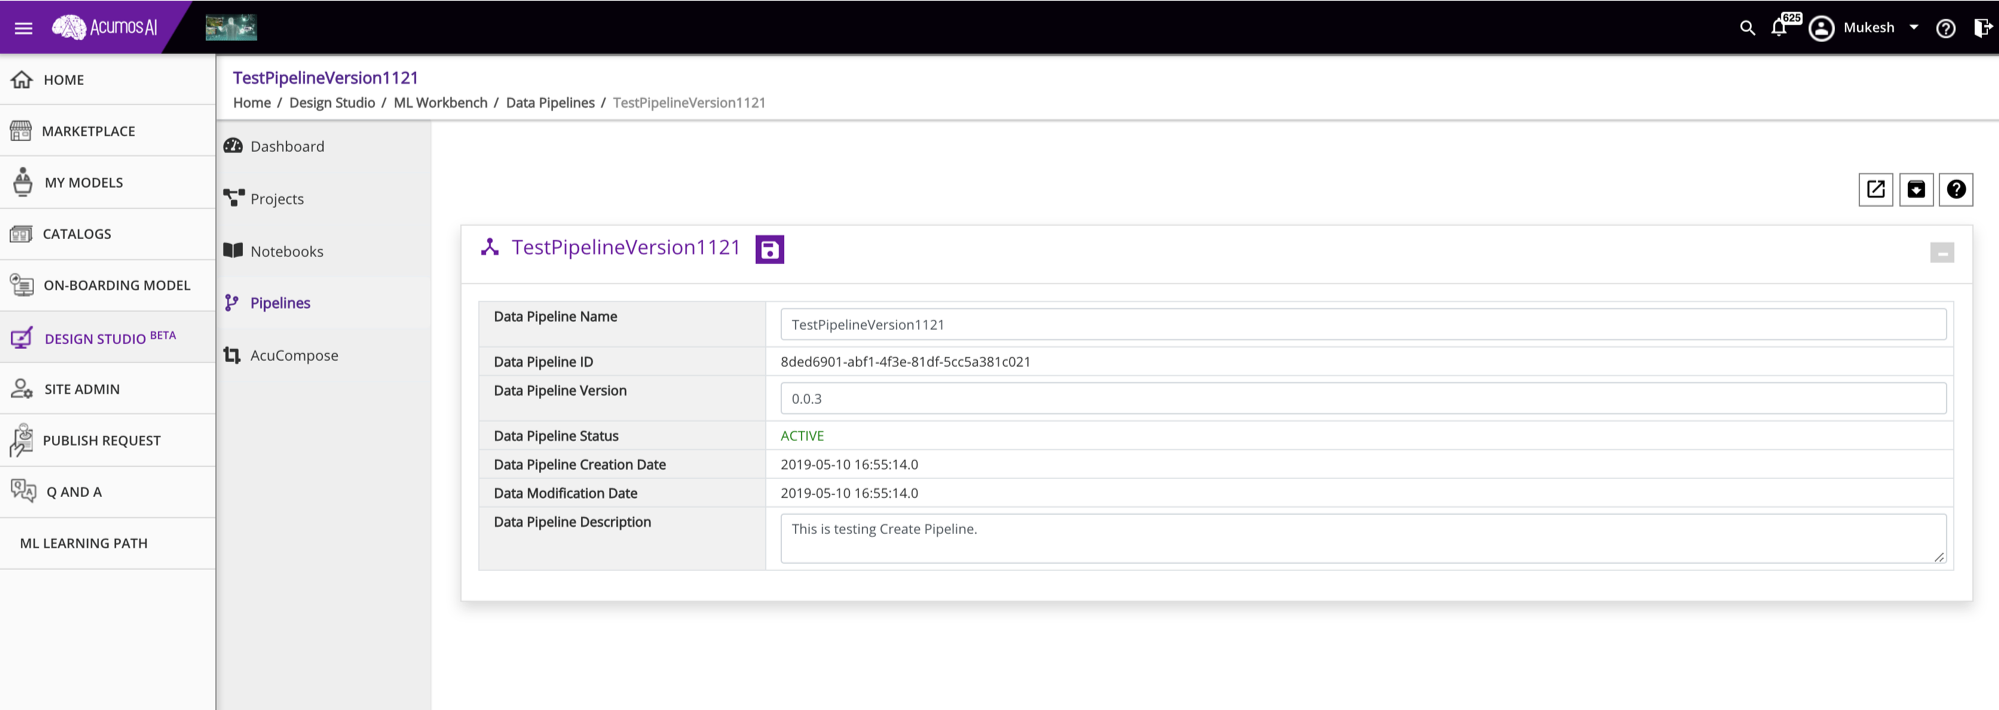 Acumos AI
625
Mukesh
HOME
MARKETPLACE
MY MODELS
CATALOGS
ON-BOARDING MODEL
DESIGN STUDIO BETA
SITE ADMIN
PUBLISH REQUEST
Q AND A
ML LEARNING PATH
TestPipelineVersion1121
Home / Design Studio / ML Workbench / Data Pipelines / TestPipelineVersion1121
Dashboard
Projects
Notebooks
Pipelines
AcuCompose
TestPipelineVersion1121
Data Pipeline Name TestPipelineVersion1121
Data Pipeline ID 8ded6901-abf1-4f3e-81df-5cc5a381c021
Data Pipeline Version 0.0.3
Data Pipeline Status ACTIVE
Data Pipeline Creation Date 2019-05-10 16:55:14.0
Data Modification Date 2019-05-10 16:55:14.0
Data Pipeline Description This is testing Create Pipeline.